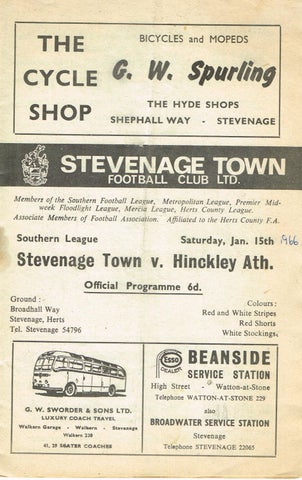 THE CYCLE SHOP
BICYCLES and MOPEDS
G. W. Spurling
THE HYDE SHOPS
SHEPHALL WAY - STEVENAGE
STEVENAGE TOWN
FOOTBALL CLUB LTD.
Members of the Southern Football League, Metropolitan League, Premier Mid-
week Floodlight League, Mercia League, Herts County League.
Associate Members of Football Association. Affiliated to the Herts County F.A.
Southern League
Saturday, Jan. 15th 1966
Stevenage Town v. Hinckley Ath.
Official Programme 6d.
Ground :
Broadhall Way
Stevenage, Herts
Tel. Stevenage 54796
Colours:
Red and White Stripes
Red Shorts
White Stockings
G. W. SWORDER & SONS LTD.
LUXURY COACH TRAVEL
Walkern Garage - Walkern - Stevenage
Walkern 230
41, 25 SEATER COACHES
Esso
DEALER
BEANSIDE
SERVICE STATION
High Street - Watton-at-Stone
Telephone WATTON-AT-STONE 229
also
BROADWATER SERVICE STATION
Stevenage
Telephone STEVENAGE 22065